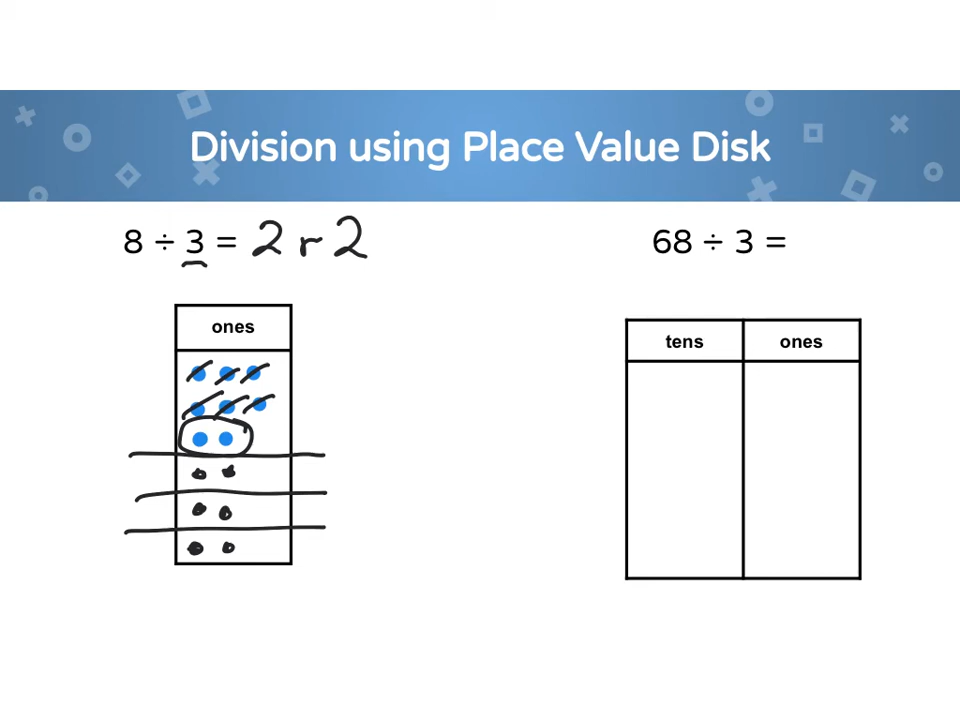 Division using Place Value Disk
8 ÷ 3 = 2 r 2
68 ÷ 3 =
ones
tens ones